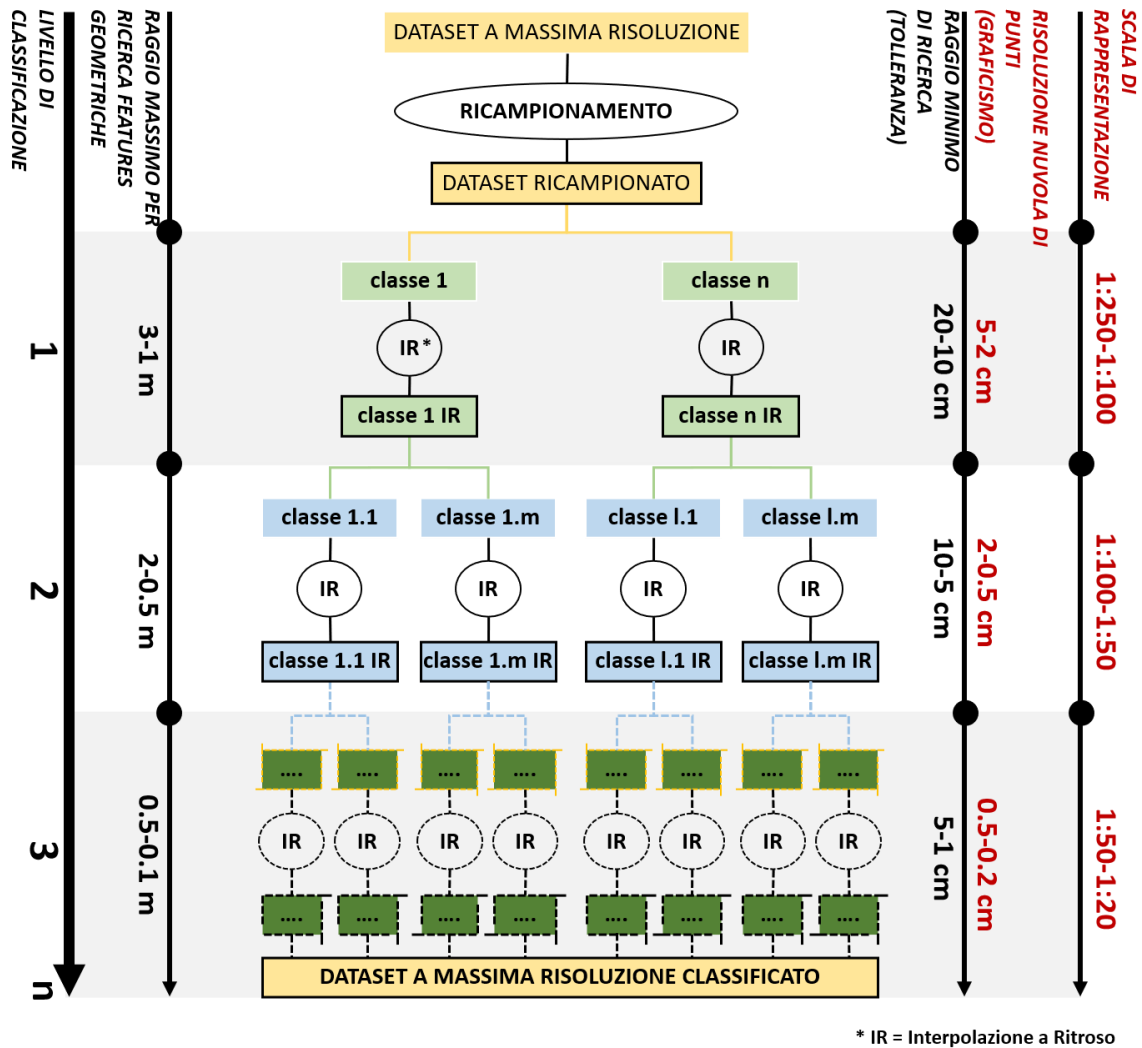 LIVELLO DI
CLASSIFICAZIONE
RAGGIO MASSIMO PER
RICERCA FEATURES
GEOMETRICHE
DATASET A MASSIMA RISOLUZIONE
RICAMPIONAMENTO
DATASET RICAMPIONATO
RAGGIO MINIMO
DI RICERCA
(TOLLERANZA)
RISOLUZIONE NUVOLA DI
PUNTI
(GRAFICISMO)
SCALA DI
RAPPRESENTAZIONE
1
3-1 m
classe 1
classe n
IR*
IR
classe 1 IR
classe n IR
20-10 cm
5-2 cm
1:250-1:100
2
2-0.5 m
classe 1.1
classe 1.m
classe l.1
classe l.m
IR
IR
IR
IR
classe 1.1 IR
classe 1.m IR
classe l.1 IR
classe l.m IR
10-5 cm
2-0.5 cm
1:100-1:50
3
0.5-0.1 m
....
....
....
....
....
....
....
....
IR
IR
IR
IR
IR
IR
IR
IR
....
....
....
....
....
....
....
....
5-1 cm
0.5-0.2 cm
1:50-1:20
n
DATASET A MASSIMA RISOLUZIONE CLASSIFICATO
* IR = Interpolazione a Ritroso